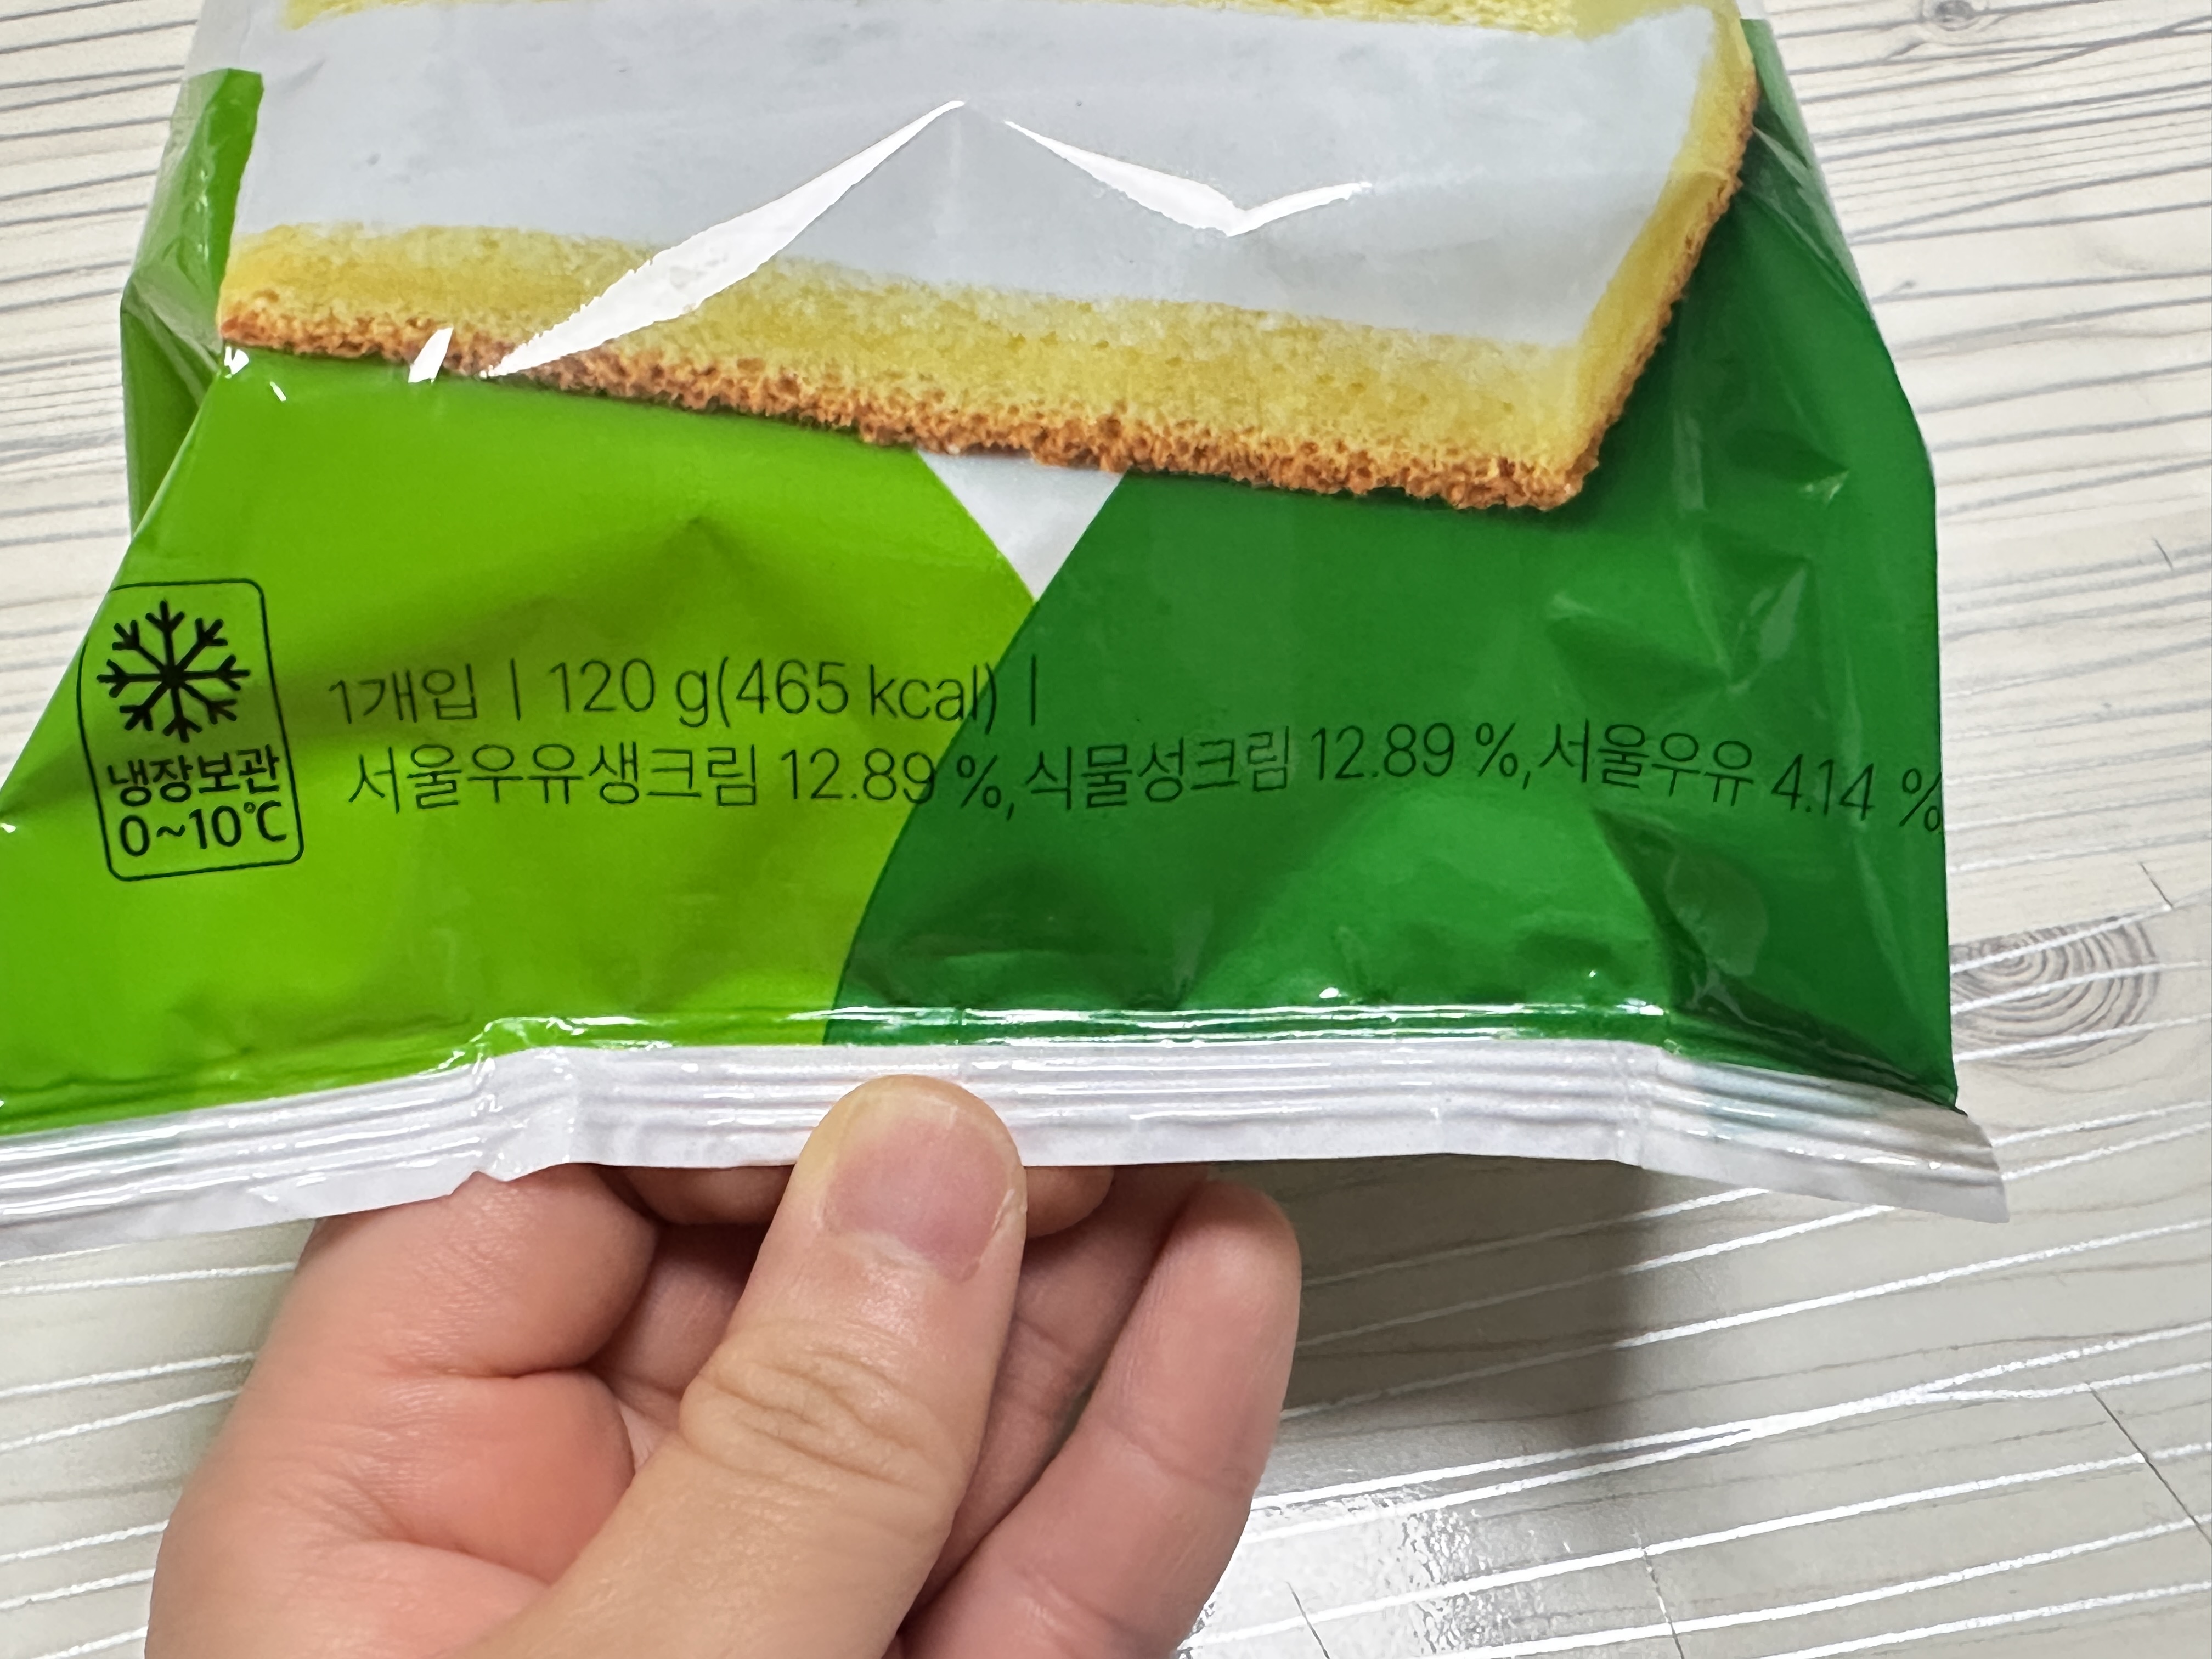 1개입 | 120 g(465 kcal) |
서울우유생크림 12.89 %,식물성크림 12.89 %,서울우유 4.14 %
냉장보관
0~10℃